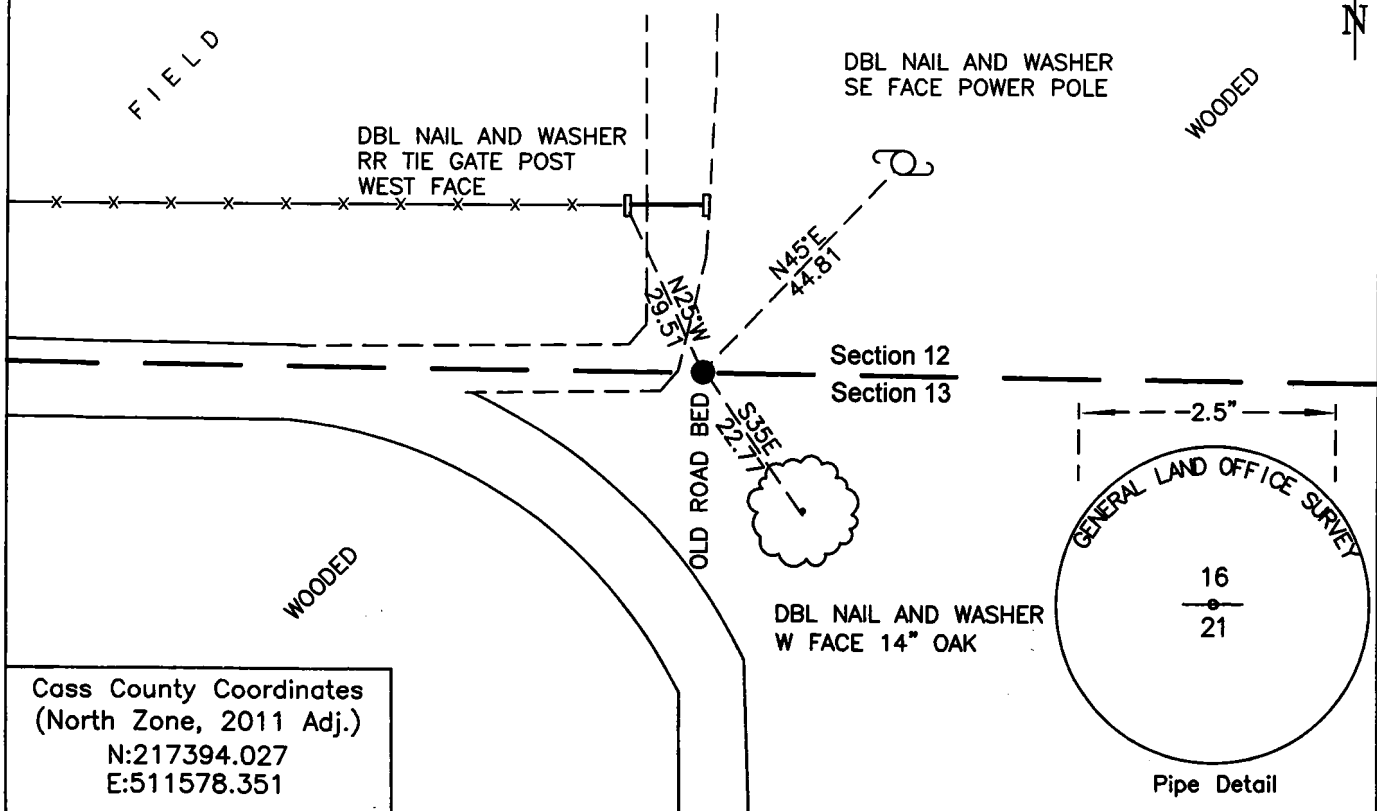 N
FIELD
DBL NAIL AND WASHER
SE FACE POWER POLE
WOODED
DBL NAIL AND WASHER
RR TIE GATE POST
WEST FACE
N25°W
29.51
N45°E
44.81
Section 12
Section 13
2.5"
S35E
22.77
OLD ROAD BED
GENERAL LAND OFFICE SURVEY
16
21
WOODED
DBL NAIL AND WASHER
W FACE 14" OAK
Cass County Coordinates
(North Zone, 2011 Adj.)
N:217394.027
E:511578.351
Pipe Detail